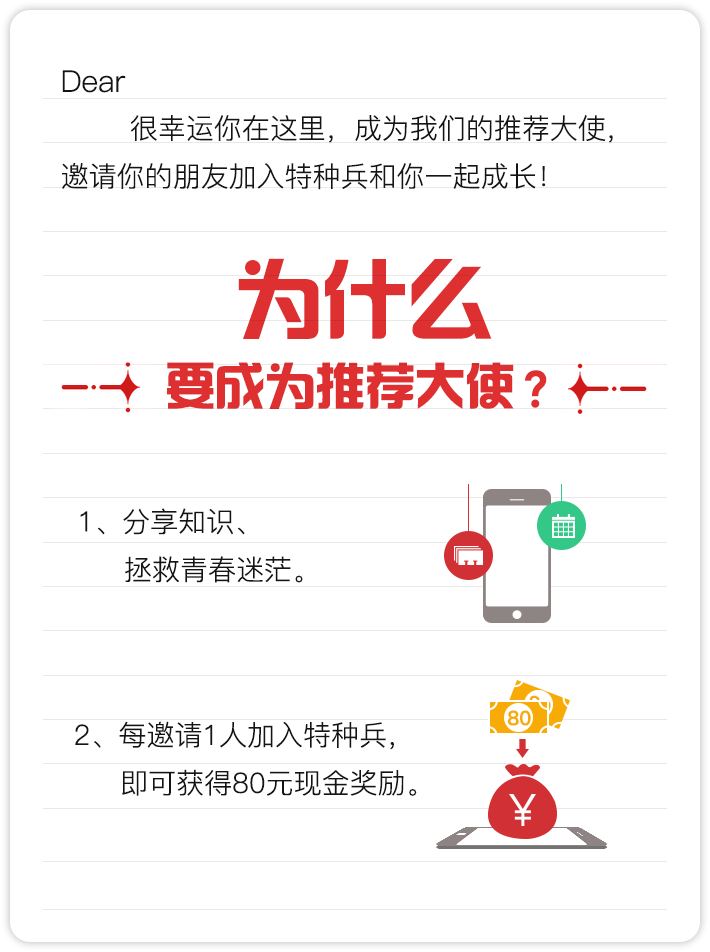 Dear
很幸运你在这里，成为我们的推荐大使，
邀请你的朋友加入特种兵和你一起成长！
为什么
要成为推荐大使？
1、分享知识、
拯救青春迷茫。
80
2、每邀请1人加入特种兵，
即可获得80元现金奖励。
¥